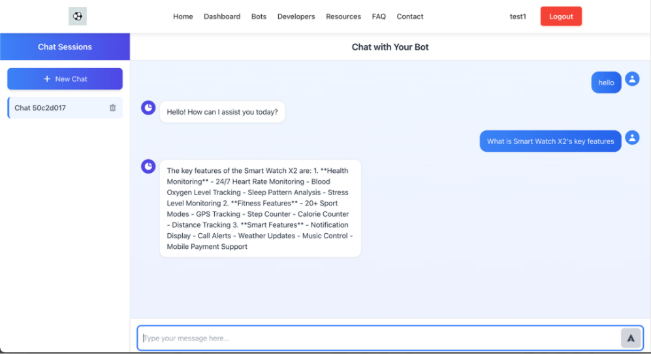 Home Dashboard Bots Developers Resources FAQ Contact test1 Logout
Chat Sessions
Chat with Your Bot
+ New Chat
Chat 50c2d017
hello
Hello! How can I assist you today?
What is Smart Watch X2's key features
The key features of the Smart Watch X2 are: 1. **Health
Monitoring** - 24/7 Heart Rate Monitoring - Blood
Oxygen Level Tracking - Sleep Pattern Analysis - Stress
Level Monitoring 2. **Fitness Features** - 20+ Sport
Modes - GPS Tracking - Step Counter - Calorie Counter
- Distance Tracking 3. **Smart Features** - Notification
Display - Call Alerts - Weather Updates - Music Control -
Mobile Payment Support
Type your message here...